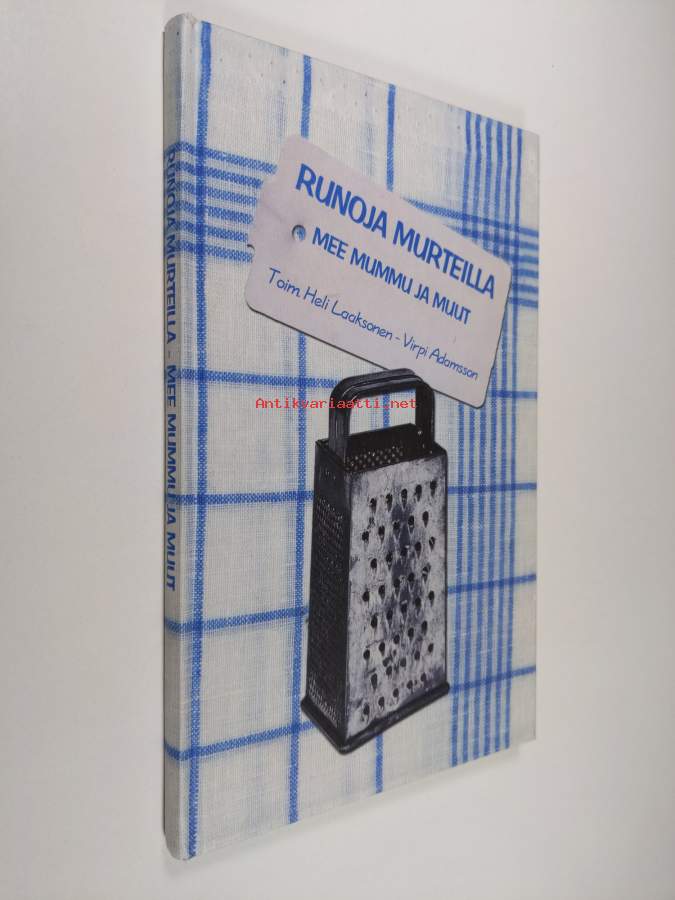 RUNOJA MURTEILLA
MEE MUMMU JA MUUT
Toim. Heli Laaksonen - Virpi Adamsson
Antikvariaatti.net
RUNOJA MURTEILLA - MEE MUMMU JA MUUT